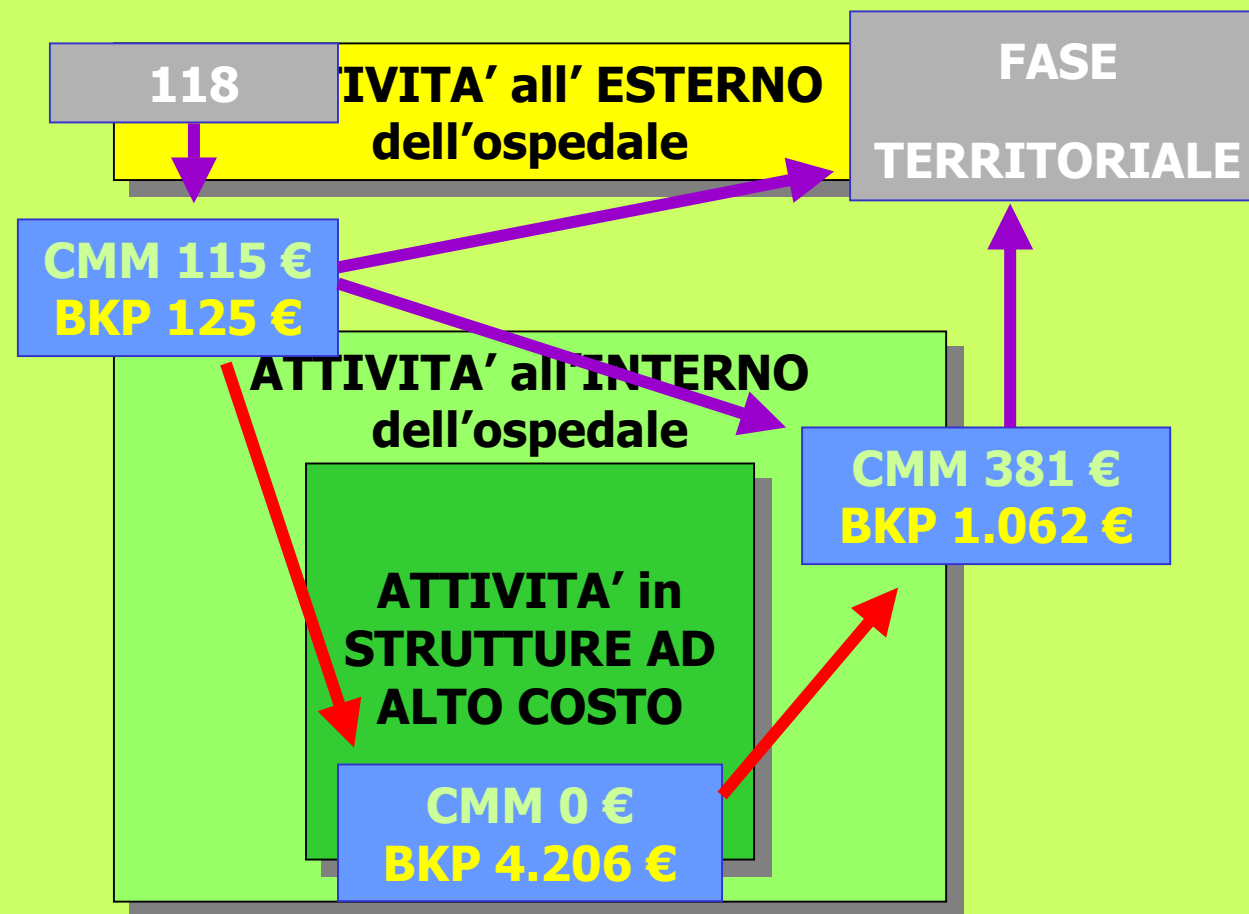 118
IVITA’ all’ ESTERNO
dell’ospedale
FASE
TERRITORIALE
CMM 115 €
BKP 125 €
ATTIVITA’ all’INTERNO
dell’ospedale
CMM 381 €
BKP 1.062 €
ATTIVITA’ in
STRUTTURE AD
ALTO COSTO
CMM 0 €
BKP 4.206 €